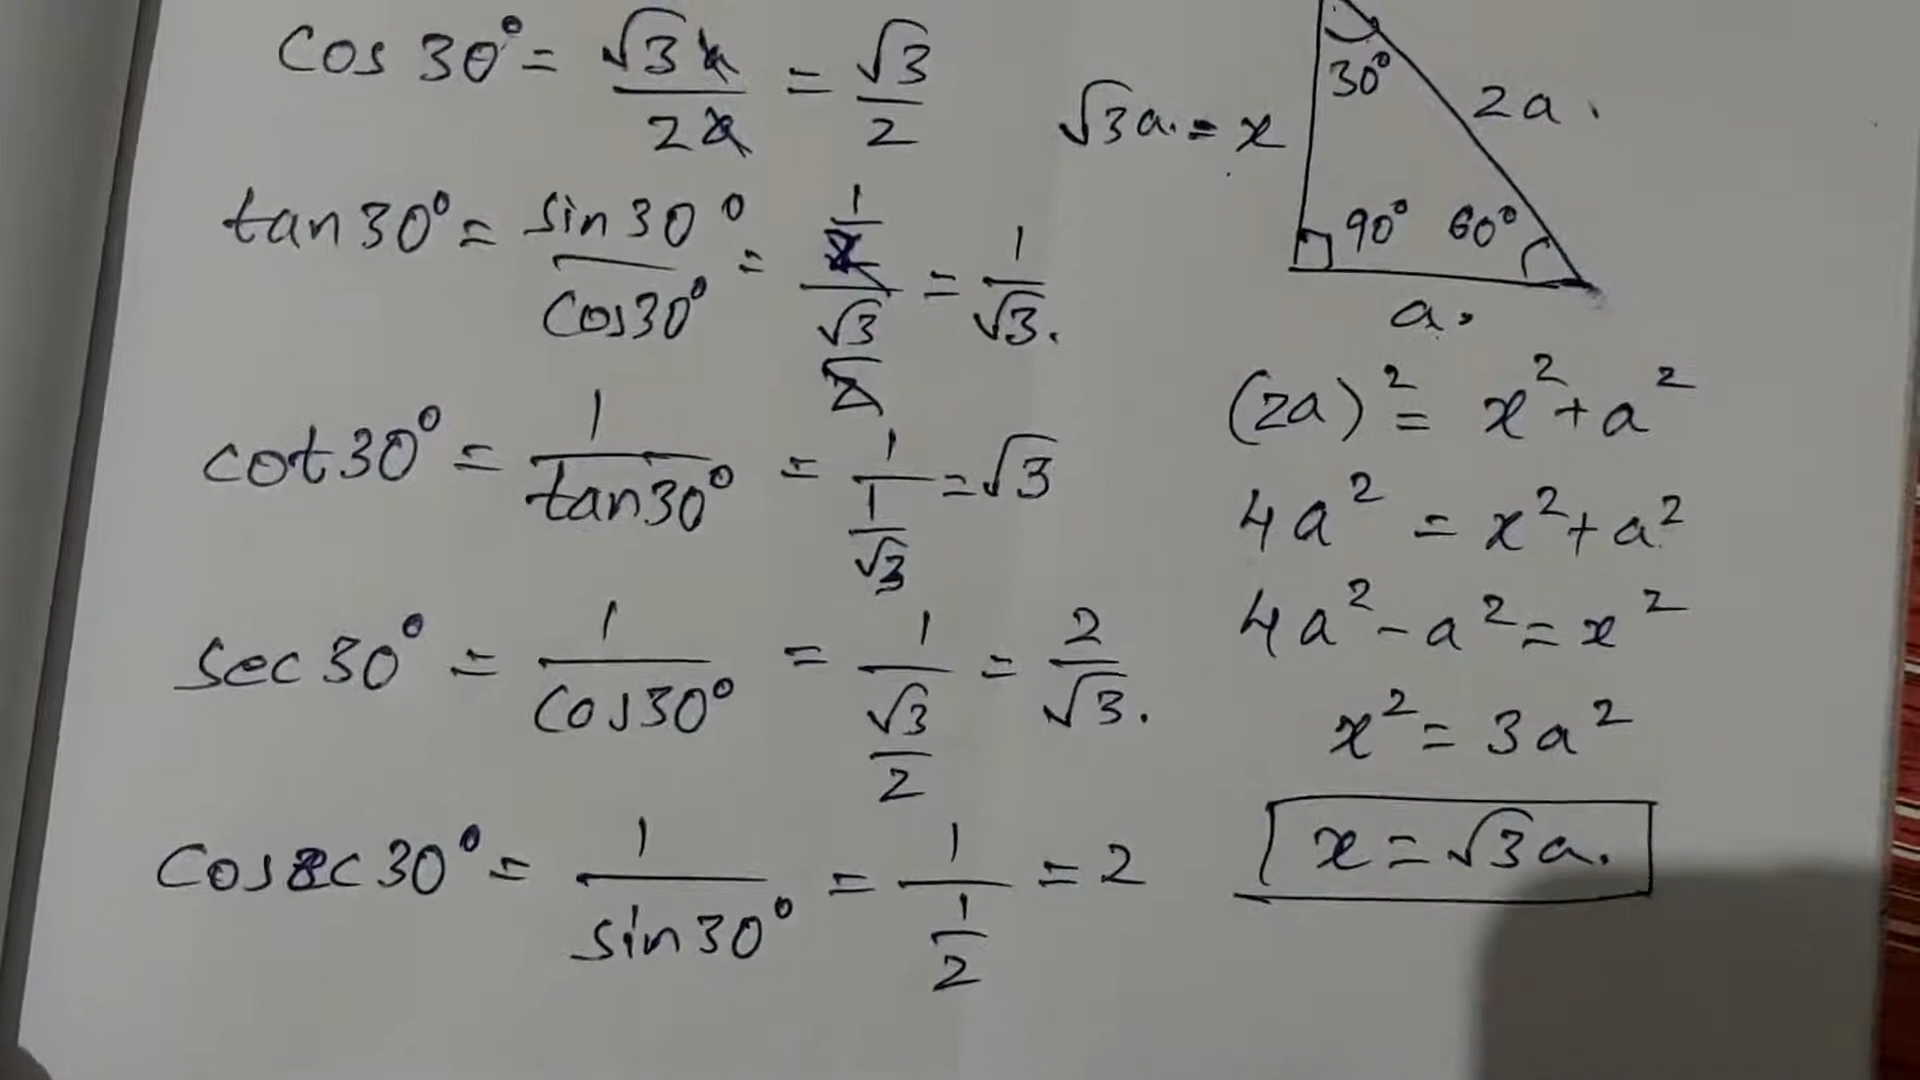 cos 30° = √3a/2a = √3/2
tan 30° = sin 30°/cos 30° = (1/2)/(√3/2) = 1/√3.
cot 30° = 1/tan 30° = 1/(1/√3) = √3
sec 30° = 1/cos 30° = 1/(√3/2) = 2/√3.
cosec 30° = 1/sin 30° = 1/(1/2) = 2
30°
2a.
√3a. = x
90° 60°
a.
(2a)² = x² + a²
4a² = x² + a²
4a² - a² = x²
x² = 3a²
x = √3a.